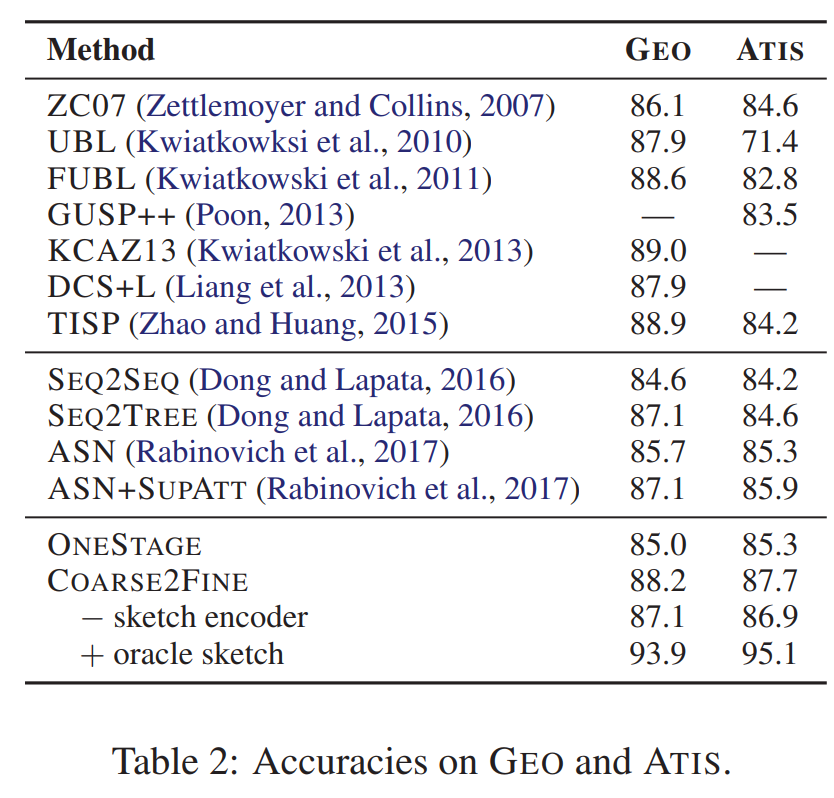 Method GEO ATIS
ZC07 (Zettlemoyer and Collins, 2007) 86.1 84.6
UBL (Kwiatkowksi et al., 2010) 87.9 71.4
FUBL (Kwiatkowski et al., 2011) 88.6 82.8
GUSP++ (Poon, 2013) — 83.5
KCAZ13 (Kwiatkowski et al., 2013) 89.0 —
DCS+L (Liang et al., 2013) 87.9 —
TISP (Zhao and Huang, 2015) 88.9 84.2
SEQ2SEQ (Dong and Lapata, 2016) 84.6 84.2
SEQ2TREE (Dong and Lapata, 2016) 87.1 84.6
ASN (Rabinovich et al., 2017) 85.7 85.3
ASN+SUPATT (Rabinovich et al., 2017) 87.1 85.9
ONESTAGE 85.0 85.3
COARSE2FINE 88.2 87.7
− sketch encoder 87.1 86.9
+ oracle sketch 93.9 95.1
Table 2: Accuracies on GEO and ATIS.